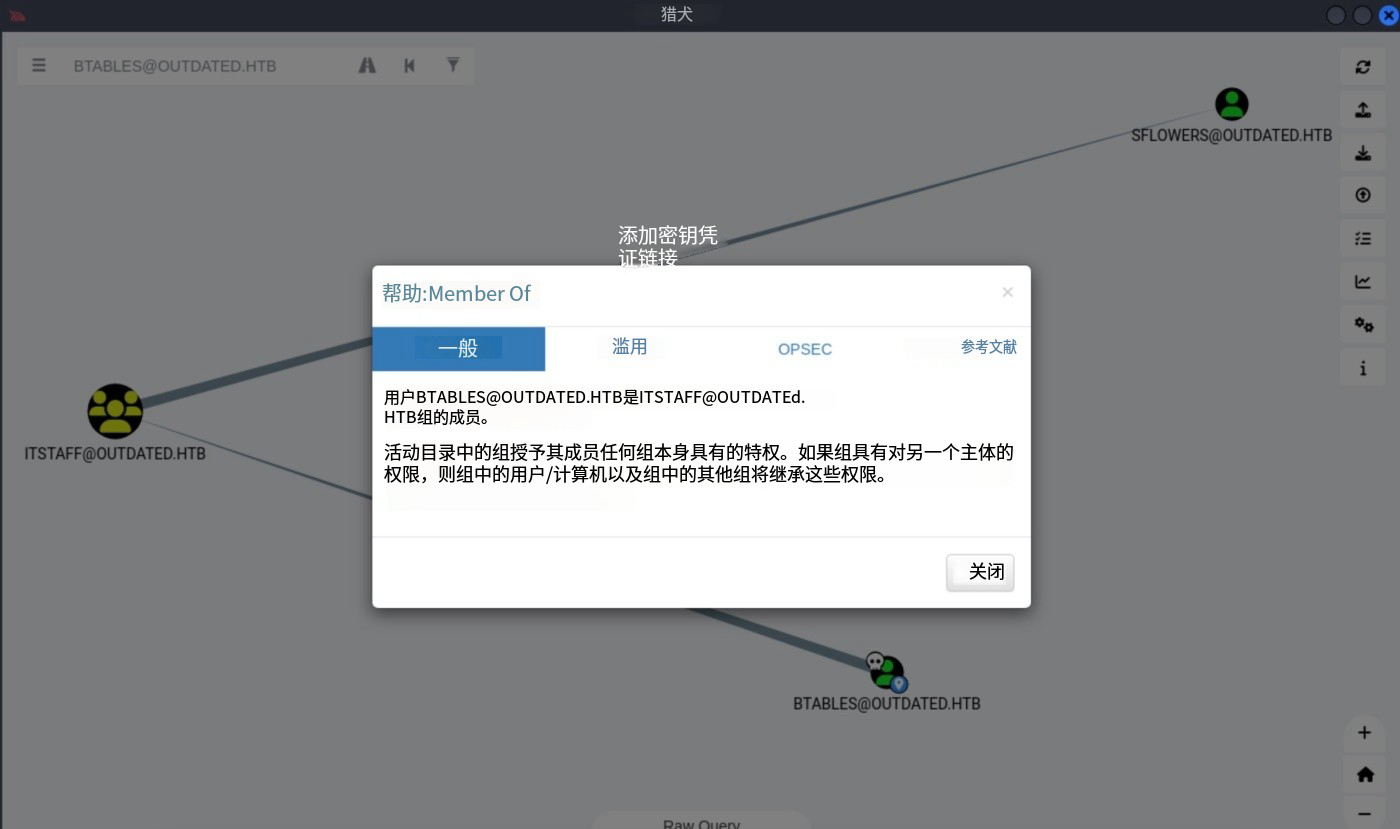 猎犬
BTABLES@OUTDATED.HTB
SFLOWERS@OUTDATED.HTB
添加密钥凭
证链接
帮助:Member Of
一般
滥用
OPSEC
参考文献
用户BTABLES@OUTDATED.HTB是ITSTAFF@OUTDATEd.
HTB组的成员。
活动目录中的组授予其成员任何组本身具有的特权。如果组具有对另一个主体的
权限，则组中的用户/计算机以及组中的其他组将继承这些权限。
ITSTAFF@OUTDATED.HTB
关闭
BTABLES@OUTDATED.HTB
Raw Query